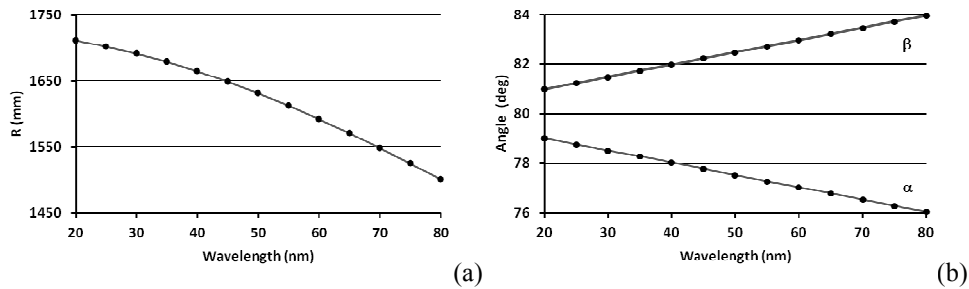 1750
1650
1550
1450
R (mm)
20 30 40 50 60 70 80
Wavelength (nm)
(a)
84
82
80
78
76
Angle (deg)
β
α
20 30 40 50 60 70 80
Wavelength (nm)
(b)